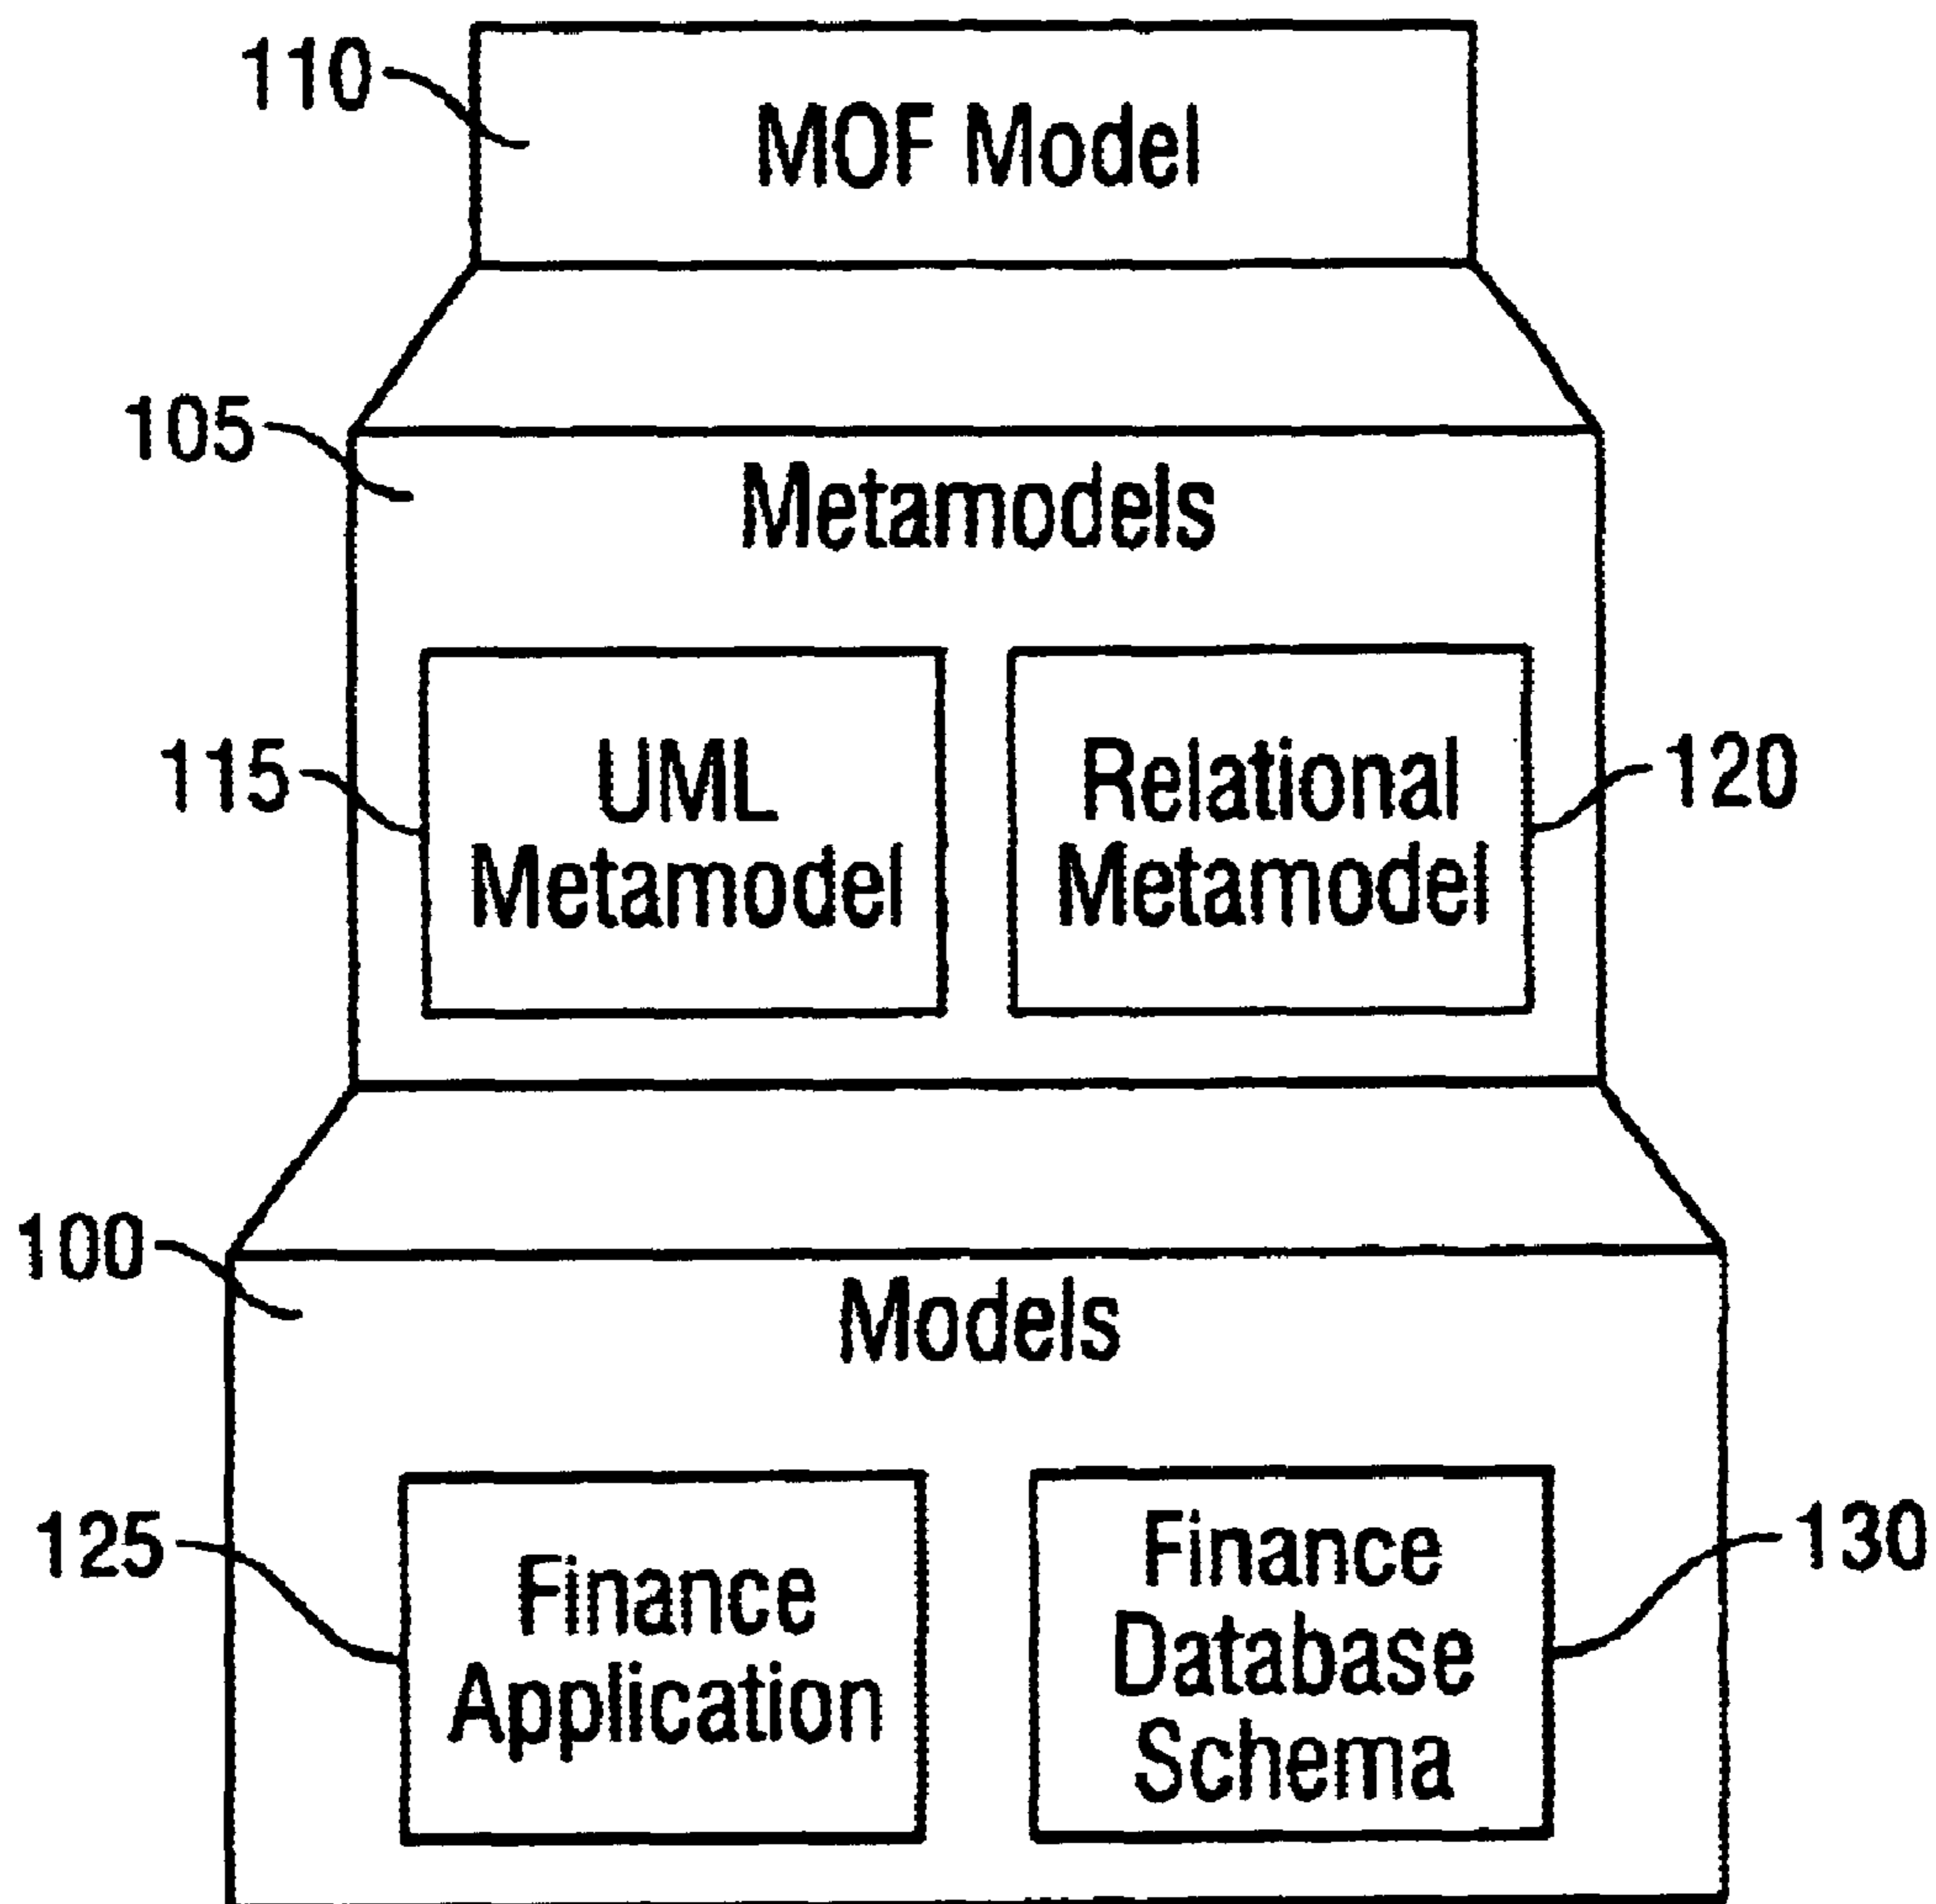 110
MOF Model
105
Metamodels
115
UML
Metamodel
Relational
Metamodel
120
100
Models
125
Finance
Application
Finance
Database
Schema
130